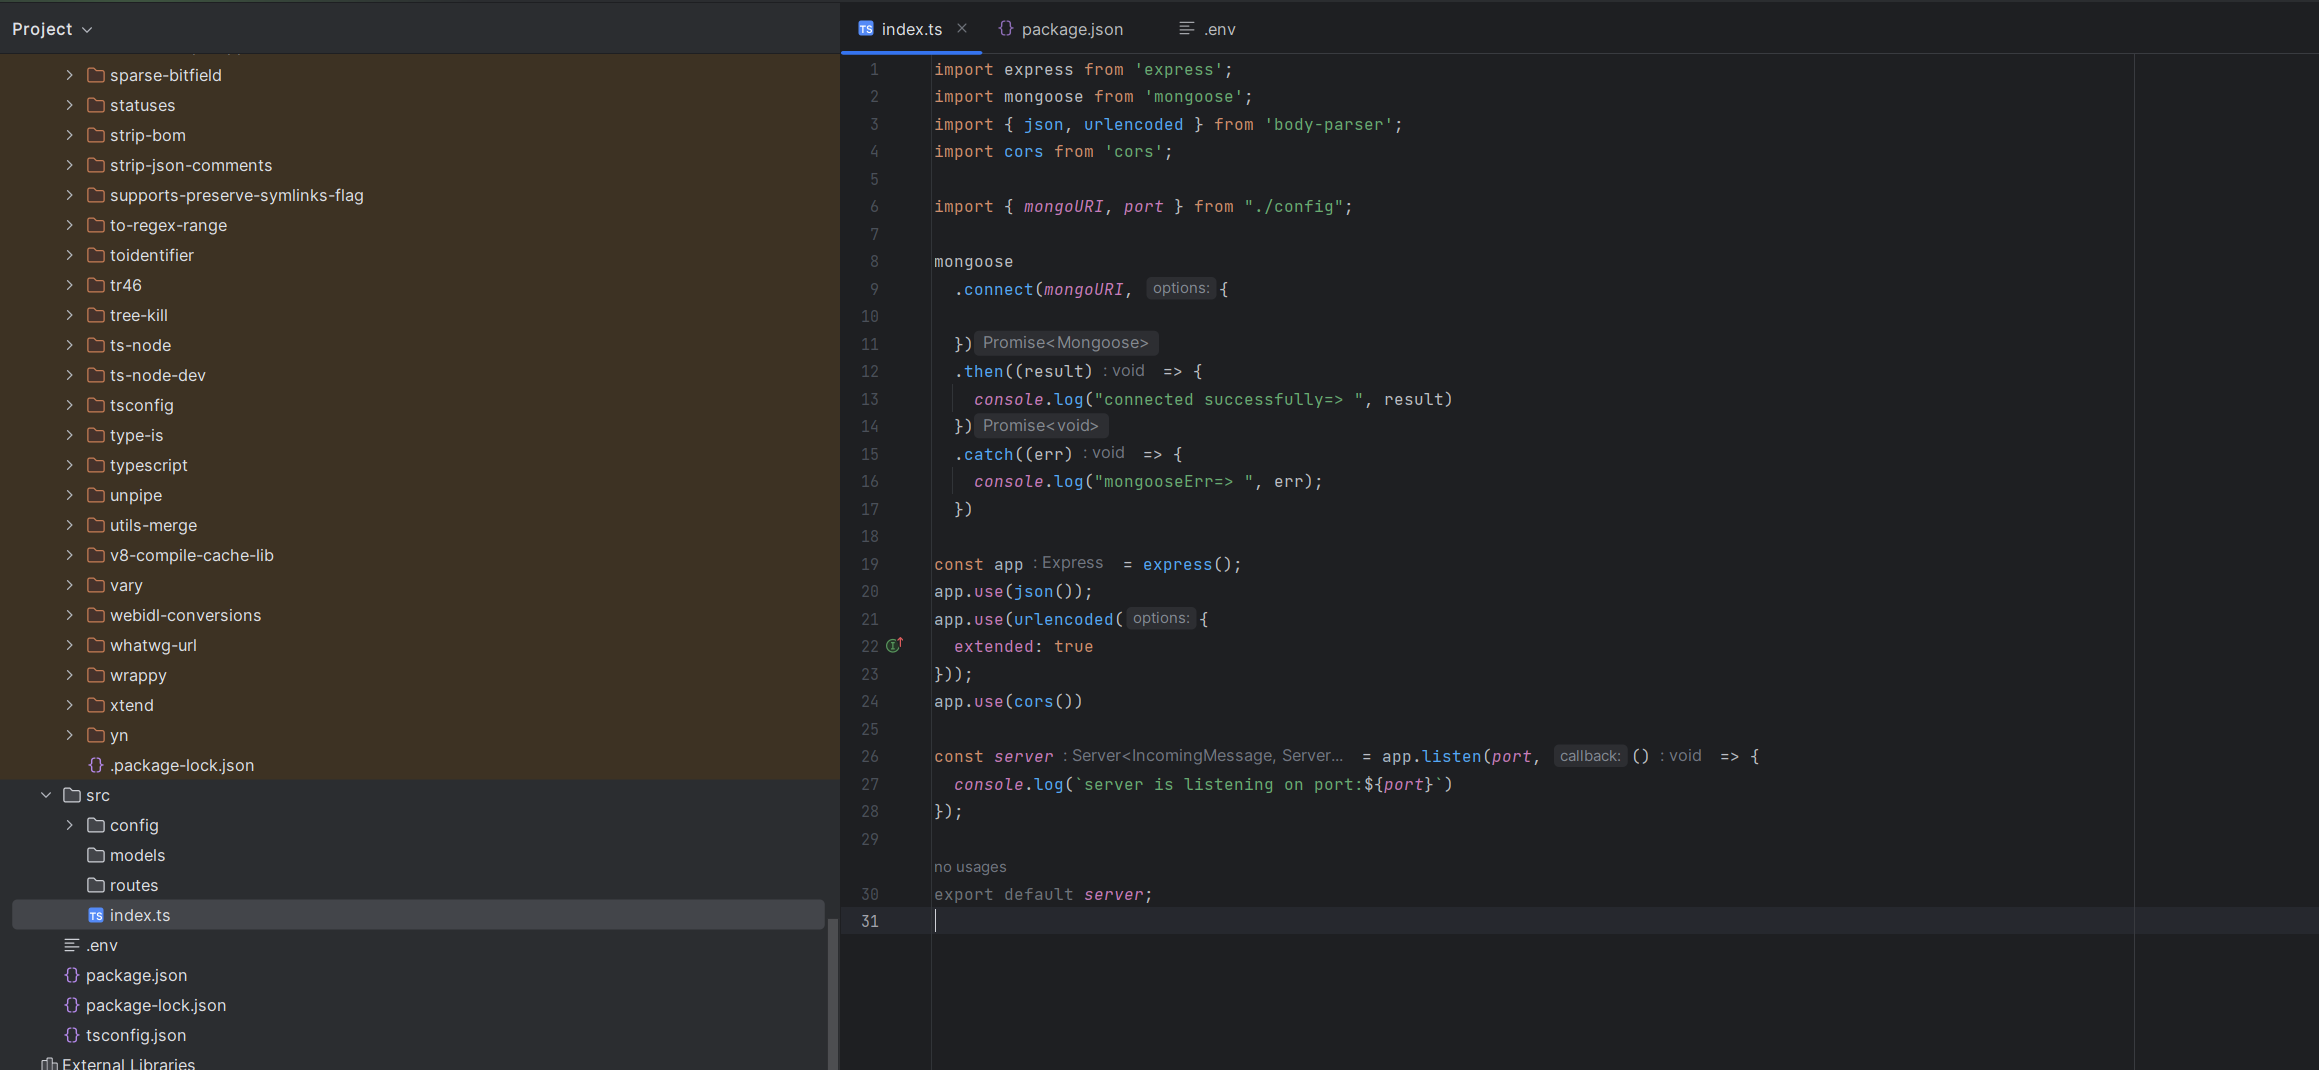 Project
sparse-bitfield
statuses
strip-bom
strip-json-comments
supports-preserve-symlinks-flag
to-regex-range
toidentifier
tr46
tree-kill
ts-node
ts-node-dev
tsconfig
type-is
typescript
unpipe
utils-merge
v8-compile-cache-lib
vary
webidl-conversions
whatwg-url
wrappy
xtend
yn
{} .package-lock.json
src
config
models
routes
TS index.ts
.env
{} package.json
{} package-lock.json
{} tsconfig.json
External Libraries
TS index.ts × {} package.json .env
1 import express from 'express';
2 import mongoose from 'mongoose';
3 import { json, urlencoded } from 'body-parser';
4 import cors from 'cors';
5
6 import { mongoURI, port } from "./config";
7
8 mongoose
9 .connect(mongoURI, options: {
10
11 }) Promise<Mongoose>
12 .then((result) : void => {
13 console.log("connected successfully=> ", result)
14 }) Promise<void>
15 .catch((err) : void => {
16 console.log("mongooseErr=> ", err);
17 })
18
19 const app : Express = express();
20 app.use(json());
21 app.use(urlencoded( options: {
22 extended: true
23 }));
24 app.use(cors())
25
26 const server : Server<IncomingMessage, Server... = app.listen(port, callback: () : void => {
27 console.log(`server is listening on port:${port}`)
28 });
29
no usages
30 export default server;
31